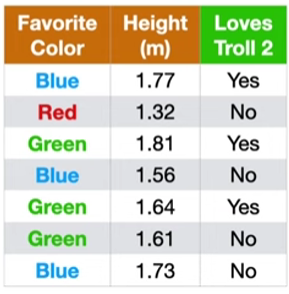 Favorite Color Height (m) Loves Troll 2
Blue 1.77 Yes
Red 1.32 No
Green 1.81 Yes
Blue 1.56 No
Green 1.64 Yes
Green 1.61 No
Blue 1.73 No